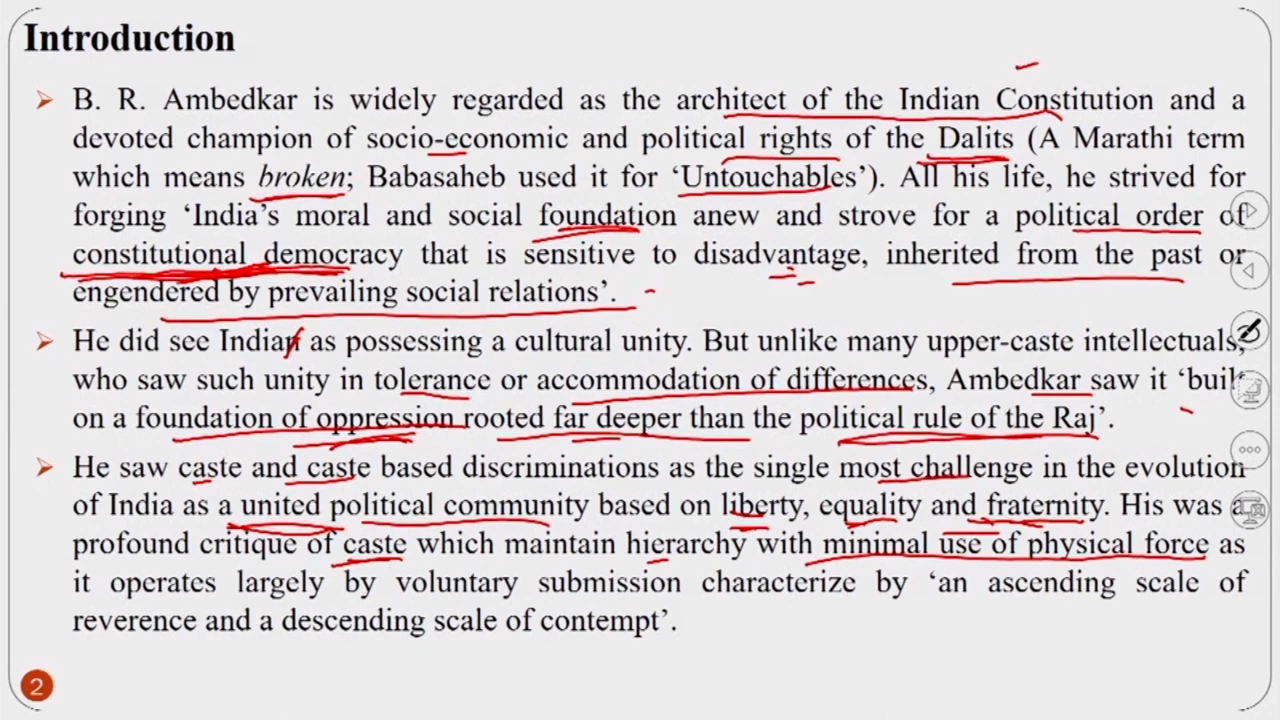 Introduction
B. R. Ambedkar is widely regarded as the architect of the Indian Constitution and a
devoted champion of socio-economic and political rights of the Dalits (A Marathi term
which means broken; Babasaheb used it for ‘Untouchables’). All his life, he strived for
forging ‘India’s moral and social foundation anew and strove for a political order of
constitutional democracy that is sensitive to disadvantage, inherited from the past or
engendered by prevailing social relations’.
He did see Indian as possessing a cultural unity. But unlike many upper-caste intellectuals,
who saw such unity in tolerance or accommodation of differences, Ambedkar saw it ‘built
on a foundation of oppression rooted far deeper than the political rule of the Raj’.
He saw caste and caste based discriminations as the single most challenge in the evolution
of India as a united political community based on liberty, equality and fraternity. His was a
profound critique of caste which maintain hierarchy with minimal use of physical force as
it operates largely by voluntary submission characterize by ‘an ascending scale of
reverence and a descending scale of contempt’.
2